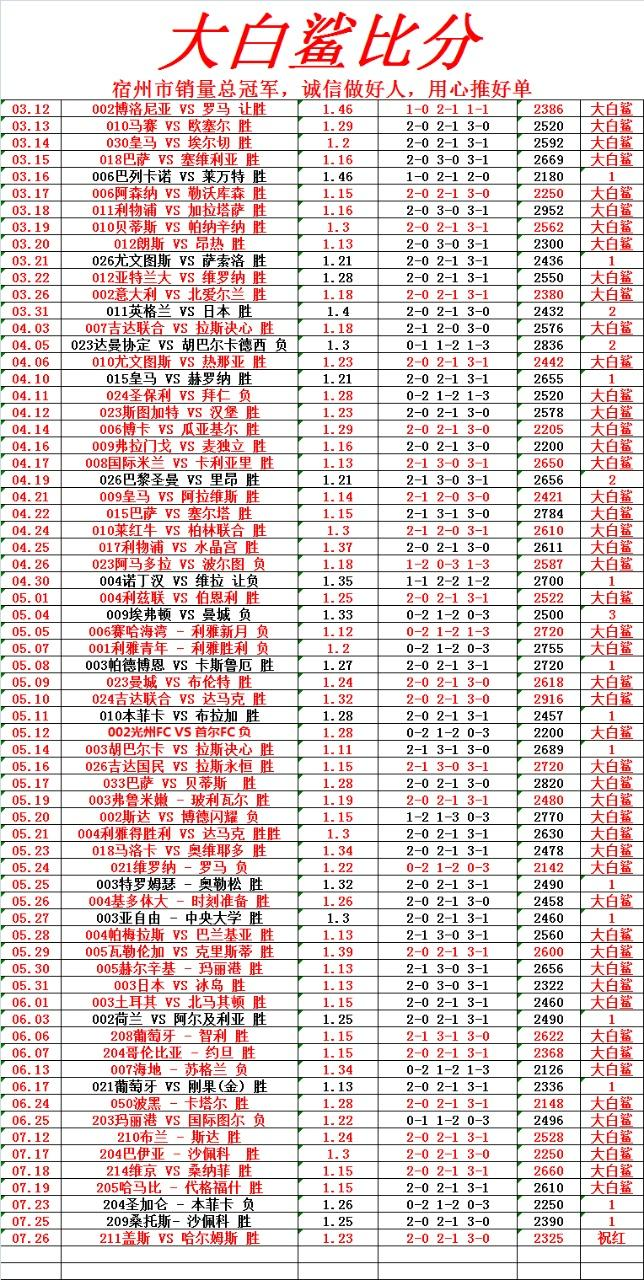 大白鲨比分
宿州市销量总冠军，诚信做好人，用心推好单
03.12 002博洛尼亚 VS 罗马 让胜 1.46 1-0 2-1 1-1 2386 大白鲨
03.13 010马赛 VS 欧塞尔 胜 1.29 2-0 2-1 3-0 2520 大白鲨
03.14 030皇马 VS 埃尔切 胜 1.2 2-0 2-1 3-1 2592 大白鲨
03.15 018巴萨 VS 塞维利亚 胜 1.16 2-0 3-0 3-1 2669 大白鲨
03.16 006巴列卡诺 VS 莱万特 胜 1.46 1-0 2-1 2-0 2180 1
03.17 006阿森纳 VS 勒沃库森 胜 1.15 2-0 2-1 3-0 2250 大白鲨
03.18 011利物浦 VS 加拉塔萨 胜 1.16 2-0 3-0 3-1 2952 大白鲨
03.19 010贝蒂斯 VS 帕纳辛纳 胜 1.3 2-0 2-1 3-1 2562 大白鲨
03.20 012朗斯 VS 昂热 胜 1.13 2-0 3-0 3-1 2300 大白鲨
03.21 026尤文图斯 VS 萨索洛 胜 1.21 2-0 2-1 3-0 2436 1
03.22 012亚特兰大 VS 维罗纳 胜 1.28 2-0 2-1 3-0 2550 大白鲨
03.26 002意大利 VS 北爱尔兰 胜 1.18 2-0 2-1 3-1 2380 大白鲨
03.31 011英格兰 VS 日本 胜 1.4 2-0 2-1 3-0 2432 2
04.03 007吉达联合 VS 拉斯决心 胜 1.18 2-1 2-0 3-0 2576 大白鲨
04.05 023达曼协定 VS 胡巴尔卡德西 负 1.3 0-1 1-2 1-3 2836 2
04.06 010尤文图斯 VS 热那亚 胜 1.23 2-0 2-1 3-1 2442 大白鲨
04.10 015皇马 VS 赫罗纳 胜 1.21 2-0 2-1 3-1 2655 1
04.11 024圣保利 VS 拜仁 负 1.28 0-2 1-2 1-3 2520 大白鲨
04.12 023斯图加特 VS 汉堡 胜 1.23 2-0 2-1 3-1 2578 大白鲨
04.14 006博卡 VS 瓜亚基尔 胜 1.29 2-0 2-1 3-1 2205 大白鲨
04.16 009弗拉门戈 VS 麦独立 胜 1.16 2-0 2-1 3-0 2200 大白鲨
04.17 008国际米兰 VS 卡利亚里 胜 1.13 2-1 3-0 3-1 2650 大白鲨
04.19 026巴黎圣曼 VS 里昂 胜 1.21 2-1 3-0 3-1 2656 2
04.21 009皇马 VS 阿拉维斯 胜 1.14 2-1 2-0 3-0 2421 大白鲨
04.22 015巴萨 VS 塞尔塔 胜 1.15 2-1 3-1 3-0 2784 大白鲨
04.24 010莱红牛 VS 柏林联合 胜 1.3 2-1 2-0 3-1 2610 大白鲨
04.25 017利物浦 VS 水晶宫 胜 1.37 2-0 2-1 3-0 2611 大白鲨
04.26 023阿马多拉 VS 波尔图 负 1.18 1-2 0-3 1-3 2587 大白鲨
04.30 004诺丁汉 VS 维拉 让负 1.35 1-1 2-2 1-2 2700 1
05.01 004利兹联 VS 伯恩利 胜 1.25 2-0 2-1 3-1 2522 大白鲨
05.04 009埃弗顿 VS 曼城 负 1.33 0-2 1-2 0-3 2500 3
05.05 006赛哈海湾 - 利雅新月 负 1.12 0-2 1-2 1-3 2720 大白鲨
05.07 001利雅青年 - 利雅胜利 负 1.2 0-2 1-2 0-3 2755 大白鲨
05.08 003帕德博恩 VS 卡斯鲁厄 胜 1.27 2-0 2-1 3-1 2720 1
05.09 023曼城 VS 布伦特 胜 1.24 2-0 2-1 3-0 2618 大白鲨
05.10 024吉达联合 VS 达马克 胜 1.32 2-0 2-1 3-0 2916 大白鲨
05.11 010本菲卡 VS 布拉加 胜 1.28 2-0 2-1 3-1 2457 1
05.12 002光州FC VS 首尔FC 负 1.28 0-2 1-2 0-3 2200 大白鲨
05.14 003胡巴尔卡 VS 拉斯决心 胜 1.11 2-1 3-1 3-0 2689 1
05.16 026吉达国民 VS 拉斯永恒 胜 1.15 2-1 3-0 3-1 2720 大白鲨
05.17 033巴萨 VS 贝蒂斯 胜 1.28 2-0 2-1 3-0 2820 大白鲨
05.19 003弗鲁米嫩 - 玻利瓦尔 胜 1.19 2-0 2-1 3-1 2480 大白鲨
05.20 002斯达 VS 博德闪耀 负 1.15 1-2 1-3 0-3 2770 大白鲨
05.21 004利雅得胜利 VS 达马克 胜胜 1.3 2-0 2-1 3-1 2630 大白鲨
05.23 018马洛卡 VS 奥维耶多 胜 1.34 2-0 2-1 3-1 2478 大白鲨
05.24 021维罗纳 - 罗马 负 1.22 0-2 1-2 0-3 2142 大白鲨
05.25 003特罗姆瑟 - 奥勒松 胜 1.32 2-0 2-1 3-1 2490 1
05.26 004基多体大 - 时刻准备 胜 1.26 2-0 2-1 3-0 2458 大白鲨
05.27 003亚自由 - 中央大学 胜 1.3 2-0 2-1 3-1 2460 1
05.28 004帕梅拉斯 VS 巴兰基亚 胜 1.13 2-1 3-0 3-1 2560 大白鲨
05.29 005瓦勒伦加 VS 克里斯蒂 胜 1.39 2-0 2-1 3-1 2600 大白鲨
05.30 005赫尔辛基 - 玛丽港 胜 1.13 2-1 3-0 3-1 2656 大白鲨
05.31 003日本 VS 冰岛 胜 1.13 2-0 3-0 3-1 2322 大白鲨
06.01 003土耳其 VS 北马其顿 胜 1.15 2-0 2-1 3-1 2460 大白鲨
06.03 002荷兰 VS 阿尔及利亚 胜 1.25 2-0 2-1 3-1 2490 1
06.06 208葡萄牙 - 智利 胜 1.15 2-1 3-1 3-0 2622 大白鲨
06.07 204哥伦比亚 - 约旦 胜 1.15 2-0 2-1 3-1 2368 大白鲨
06.13 007海地 - 苏格兰 负 1.34 0-2 1-2 1-3 2126 大白鲨
06.17 021葡萄牙 VS 刚果(金) 胜 1.13 2-0 2-1 3-1 2336 1
06.24 050波黑 - 卡塔尔 胜 1.28 2-0 2-1 3-1 2148 大白鲨
06.25 203玛丽港 VS 国际图尔 负 1.22 0-1 1-2 0-3 2496 大白鲨
07.12 210布兰 - 斯达 胜 1.24 2-0 2-1 3-1 2528 大白鲨
07.17 204巴伊亚 - 沙佩科 胜 1.3 2-0 2-1 3-0 2250 大白鲨
07.18 214维京 - 桑纳菲 胜 1.15 2-0 2-1 3-1 2660 大白鲨
07.19 205哈马比 - 代格福什 胜 1.15 2-0 2-1 3-1 2610 大白鲨
07.23 204圣加仑 - 本菲卡 负 1.26 0-2 1-2 0-3 2250 1
07.25 209桑托斯- 沙佩科 胜 1.25 2-0 2-1 3-0 2390 1
07.26 211盖斯 VS 哈尔姆斯 胜 1.23 2-0 2-1 3-0 2325 祝红